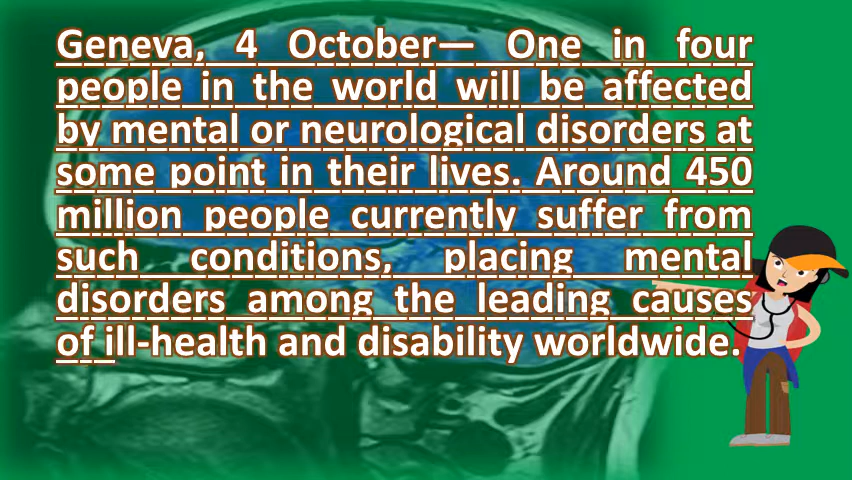 Geneva, 4 October— One in four
people in the world will be affected
by mental or neurological disorders at
some point in their lives. Around 450
million people currently suffer from
such conditions, placing mental
disorders among the leading causes
of ill-health and disability worldwide.